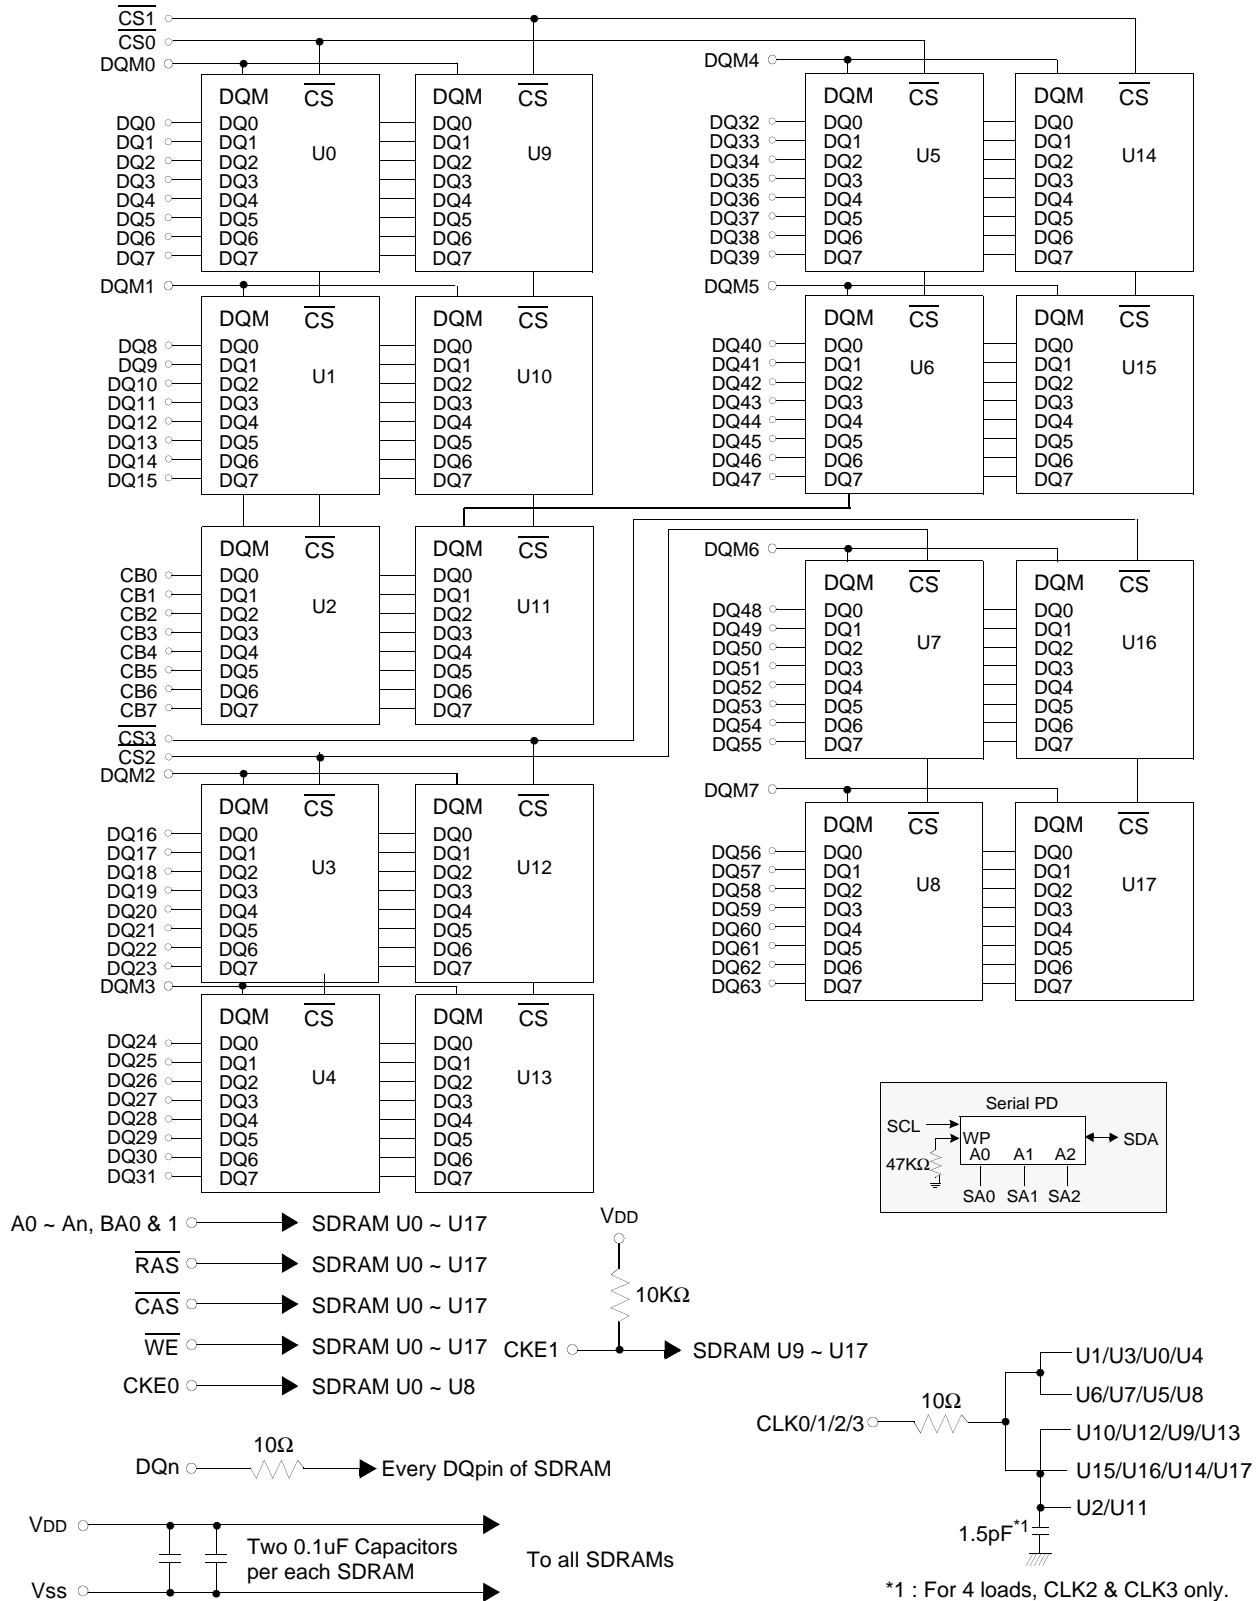 CS1
CS0
DQM0
DQM CS
DQ0 DQ0
DQ1 DQ1
DQ2 DQ2
DQ3 DQ3
DQ4 DQ4
DQ5 DQ5
DQ6 DQ6
DQ7 DQ7
U0
DQM CS
DQ0
DQ1
DQ2
DQ3
DQ4
DQ5
DQ6
DQ7
U9
DQM1
DQM CS
DQ8 DQ0
DQ9 DQ1
DQ10 DQ2
DQ11 DQ3
DQ12 DQ4
DQ13 DQ5
DQ14 DQ6
DQ15 DQ7
U1
DQM CS
DQ0
DQ1
DQ2
DQ3
DQ4
DQ5
DQ6
DQ7
U10
DQM CS
CB0 DQ0
CB1 DQ1
CB2 DQ2
CB3 DQ3
CB4 DQ4
CB5 DQ5
CB6 DQ6
CB7 DQ7
U2
DQM CS
DQ0
DQ1
DQ2
DQ3
DQ4
DQ5
DQ6
DQ7
U11
CS3
CS2
DQM2
DQM CS
DQ16 DQ0
DQ17 DQ1
DQ18 DQ2
DQ19 DQ3
DQ20 DQ4
DQ21 DQ5
DQ22 DQ6
DQ23 DQ7
U3
DQM CS
DQ0
DQ1
DQ2
DQ3
DQ4
DQ5
DQ6
DQ7
U12
DQM3
DQM CS
DQ24 DQ0
DQ25 DQ1
DQ26 DQ2
DQ27 DQ3
DQ28 DQ4
DQ29 DQ5
DQ30 DQ6
DQ31 DQ7
U4
DQM CS
DQ0
DQ1
DQ2
DQ3
DQ4
DQ5
DQ6
DQ7
U13
DQM4
DQM CS
DQ32 DQ0
DQ33 DQ1
DQ34 DQ2
DQ35 DQ3
DQ36 DQ4
DQ37 DQ5
DQ38 DQ6
DQ39 DQ7
U5
DQM CS
DQ0
DQ1
DQ2
DQ3
DQ4
DQ5
DQ6
DQ7
U14
DQM5
DQM CS
DQ40 DQ0
DQ41 DQ1
DQ42 DQ2
DQ43 DQ3
DQ44 DQ4
DQ45 DQ5
DQ46 DQ6
DQ47 DQ7
U6
DQM CS
DQ0
DQ1
DQ2
DQ3
DQ4
DQ5
DQ6
DQ7
U15
DQM6
DQM CS
DQ48 DQ0
DQ49 DQ1
DQ50 DQ2
DQ51 DQ3
DQ52 DQ4
DQ53 DQ5
DQ54 DQ6
DQ55 DQ7
U7
DQM CS
DQ0
DQ1
DQ2
DQ3
DQ4
DQ5
DQ6
DQ7
U16
DQM7
DQM CS
DQ56 DQ0
DQ57 DQ1
DQ58 DQ2
DQ59 DQ3
DQ60 DQ4
DQ61 DQ5
DQ62 DQ6
DQ63 DQ7
U8
DQM CS
DQ0
DQ1
DQ2
DQ3
DQ4
DQ5
DQ6
DQ7
U17
Serial PD
SCL
WP
SDA
47KΩ
A0 A1 A2
SA0 SA1 SA2
A0 ~ An, BA0 & 1 SDRAM U0 ~ U17
RAS SDRAM U0 ~ U17
CAS SDRAM U0 ~ U17
WE SDRAM U0 ~ U17
CKE0 SDRAM U0 ~ U8
VDD
10KΩ
CKE1 SDRAM U9 ~ U17
DQn 10Ω Every DQpin of SDRAM
VDD
Two 0.1uF Capacitors
per each SDRAM
To all SDRAMs
Vss
CLK0/1/2/3 10Ω
U1/U3/U0/U4
U6/U7/U5/U8
U10/U12/U9/U13
U15/U16/U14/U17
U2/U11
1.5pF*1
*1 : For 4 loads, CLK2 & CLK3 only.